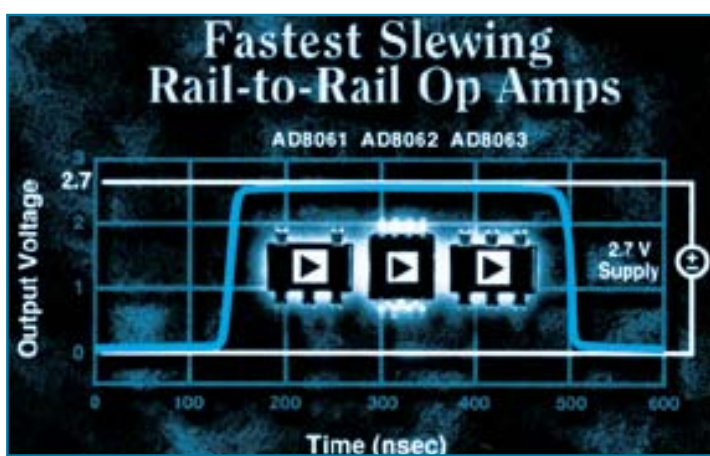 Fastest Slewing
Rail-to-Rail Op Amps
AD8061 AD8062 AD8063
Output Voltage
3
2.7
2
1
0
2.7 V
Supply
±
0 100 200 300 400 500 600
Time (nsec)